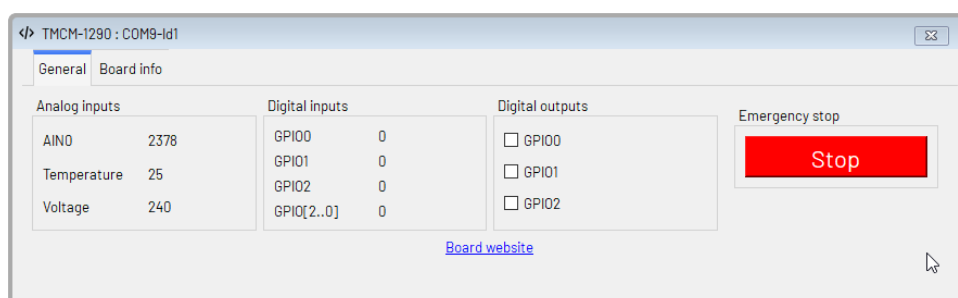 </> TMCM-1290 : COM9-Id1
General Board info
Analog inputs
AIN0 2378
Temperature 25
Voltage 240
Digital inputs
GPIO0 0
GPIO1 0
GPIO2 0
GPIO[2..0] 0
Digital outputs
GPIO0
GPIO1
GPIO2
Emergency stop
Stop
Board website